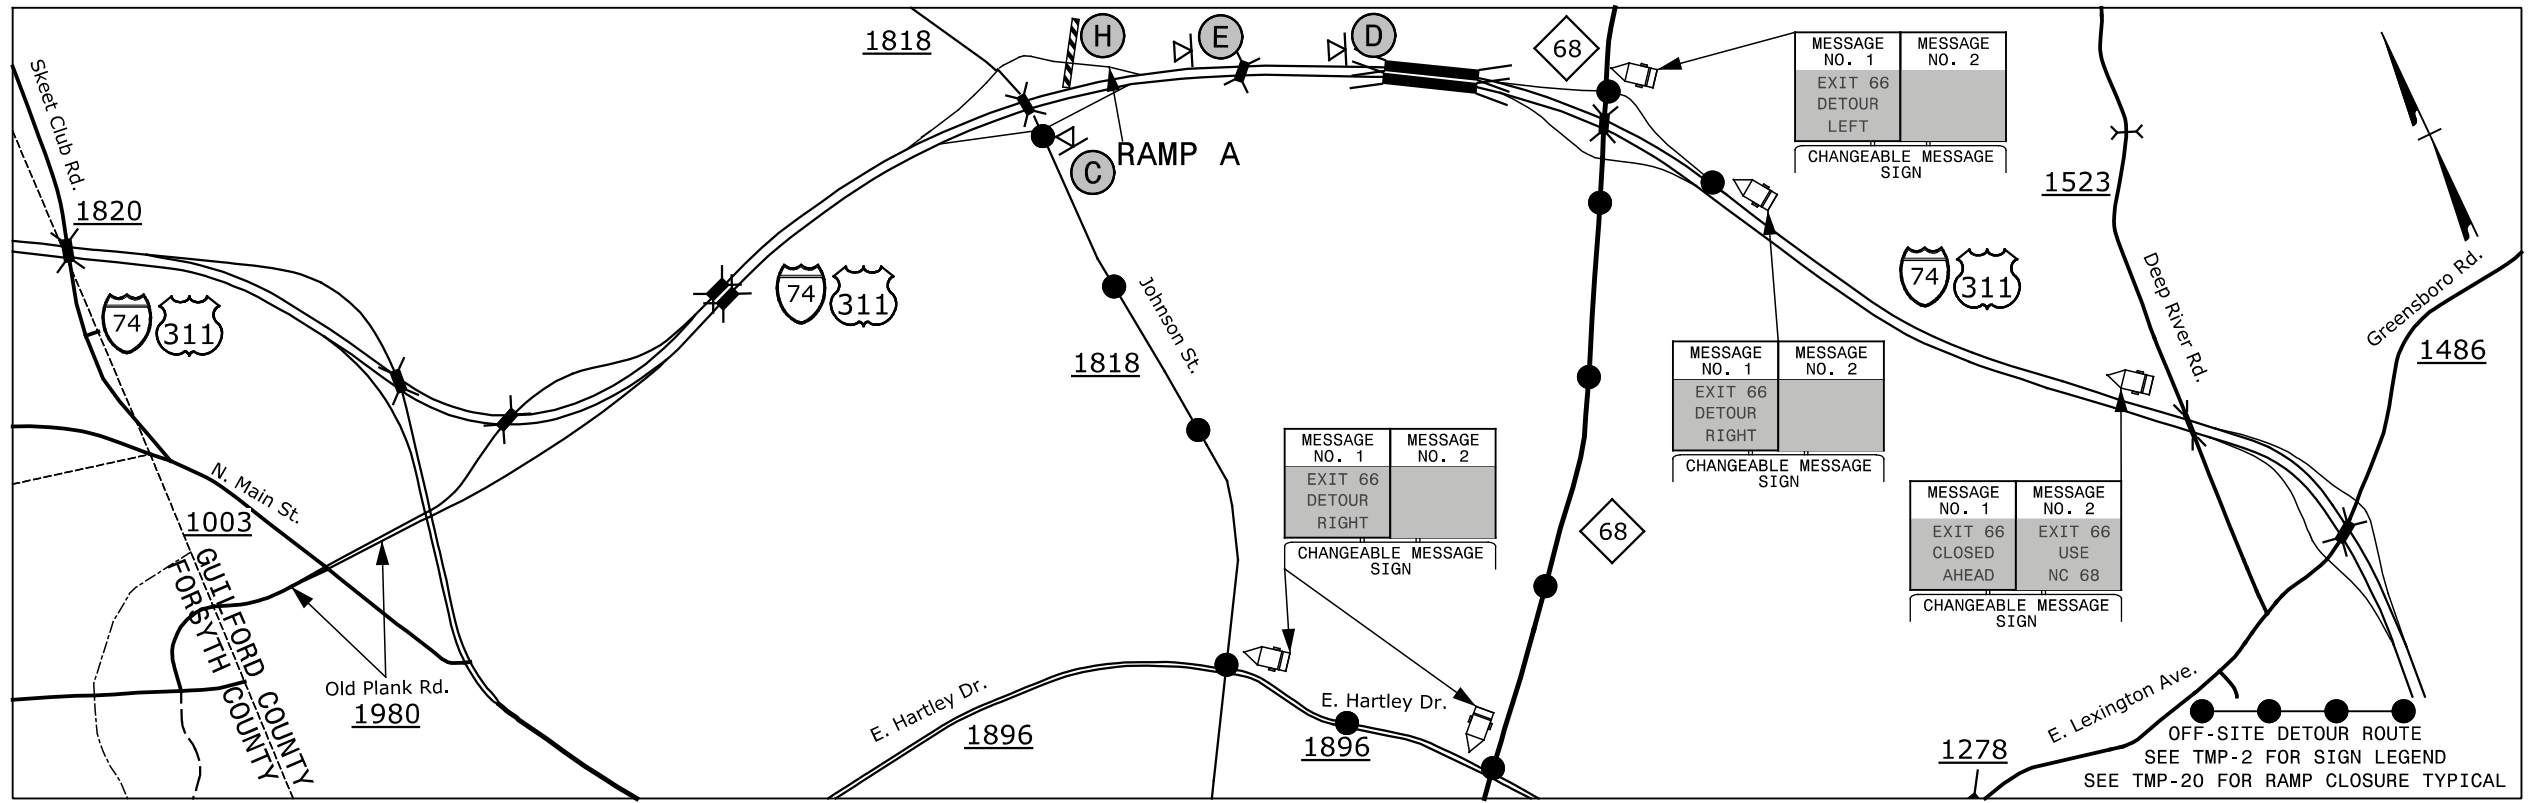 1818
H
E
D
68
MESSAGE NO. 1
MESSAGE NO. 2
EXIT 66
DETOUR
LEFT
CHANGEABLE MESSAGE
SIGN
Skeet Club Rd.
1820
C
RAMP A
1523
74
311
74
311
74
311
Johnson St.
1818
Deep River Rd.
Greensboro Rd.
1486
MESSAGE NO. 1
MESSAGE NO. 2
EXIT 66
DETOUR
RIGHT
CHANGEABLE MESSAGE
SIGN
MESSAGE NO. 1
MESSAGE NO. 2
EXIT 66
DETOUR
RIGHT
CHANGEABLE MESSAGE
SIGN
68
MESSAGE NO. 1
MESSAGE NO. 2
EXIT 66
CLOSED
AHEAD
EXIT 66
USE
NC 68
CHANGEABLE MESSAGE
SIGN
N. Main St.
1003
GUILFORD COUNTY
FORSYTH COUNTY
Old Plank Rd.
1980
E. Hartley Dr.
1896
E. Hartley Dr.
1896
E. Lexington Ave.
1278
OFF-SITE DETOUR ROUTE
SEE TMP-2 FOR SIGN LEGEND
SEE TMP-20 FOR RAMP CLOSURE TYPICAL